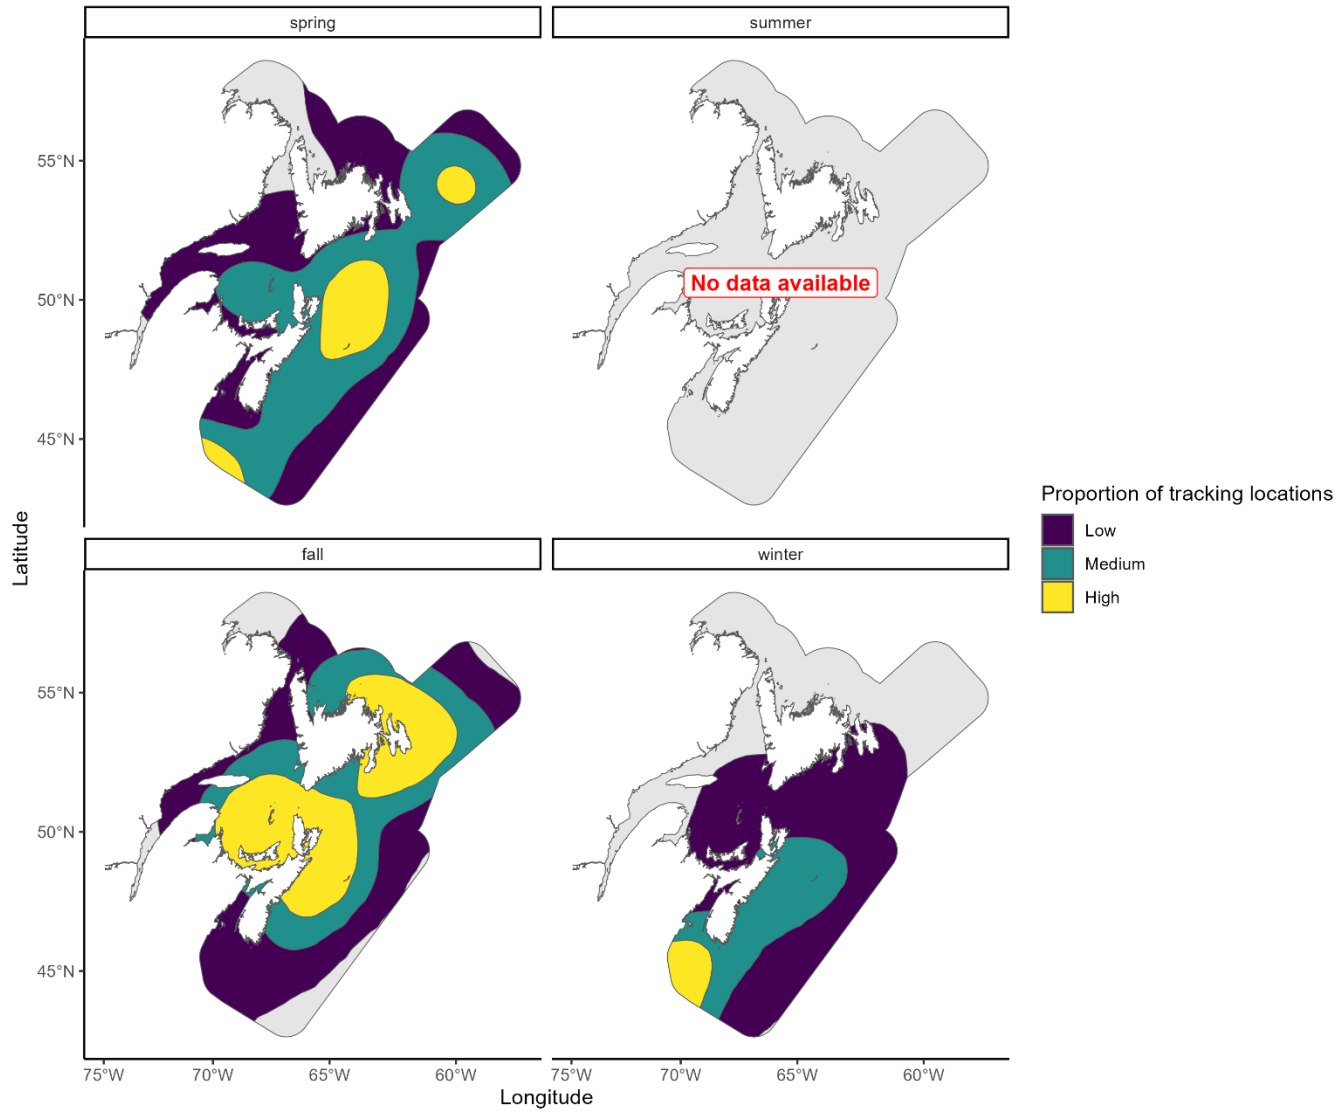 spring
summer
55°N
50°N
45°N
No data available
Proportion of tracking locations
Low
Medium
High
Latitude
fall
winter
55°N
50°N
45°N
75°W
70°W
65°W
60°W
75°W
70°W
65°W
60°W
Longitude